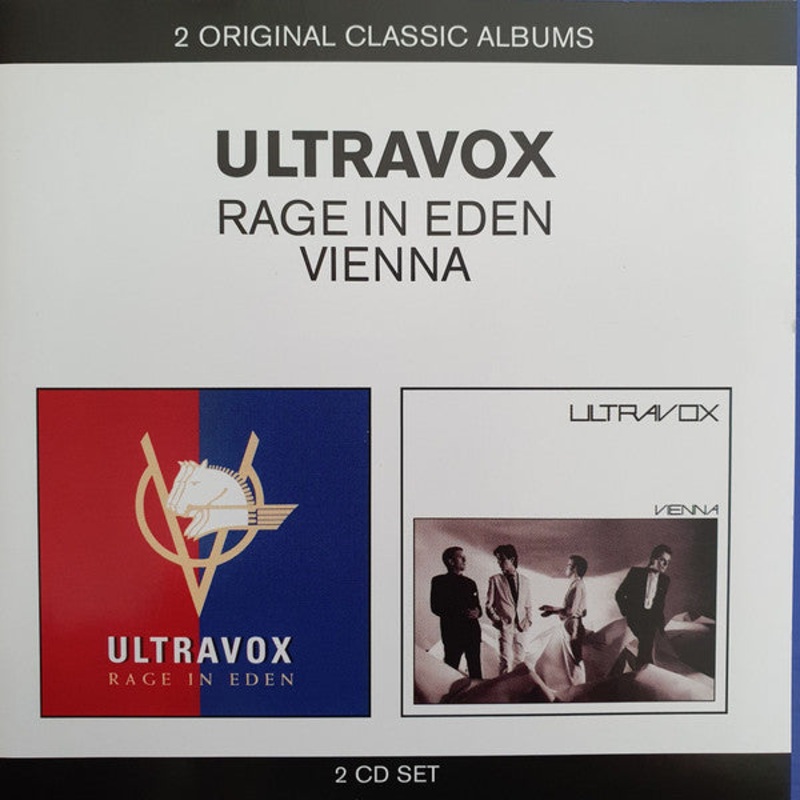 2 ORIGINAL CLASSIC ALBUMS
ULTRAVOX
RAGE IN EDEN
VIENNA
ULTRAVOX
RAGE IN EDEN
ULTRAVOX
VIENNA
2 CD SET